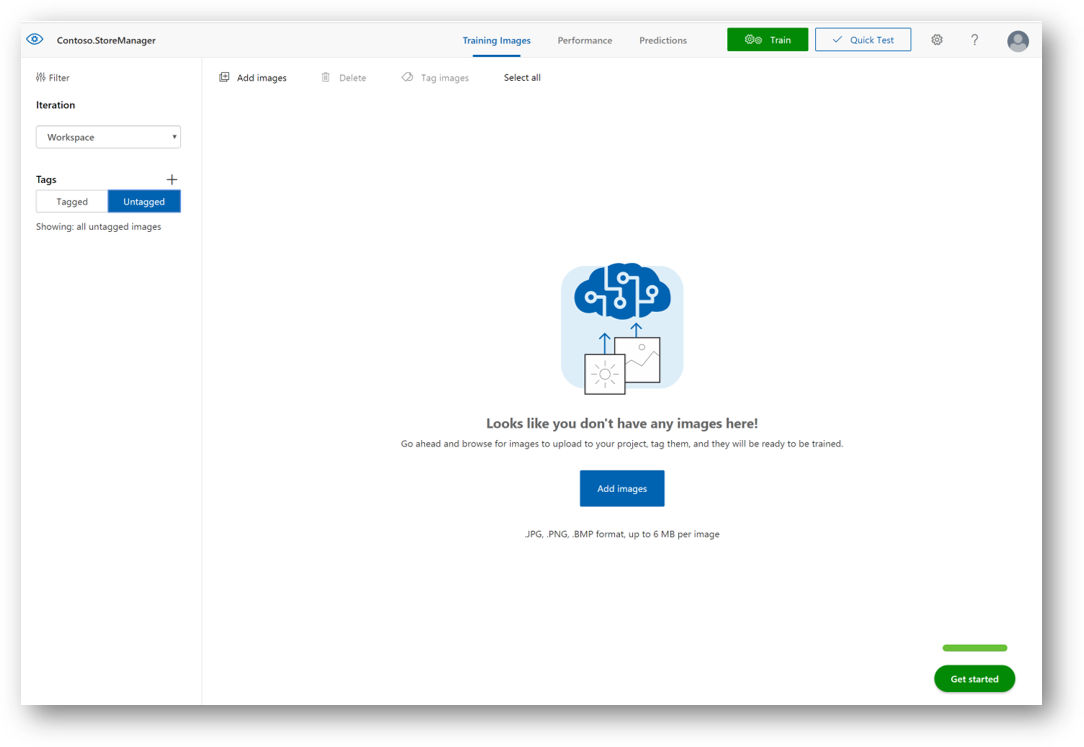 Contoso.StoreManager
Training Images Performance Predictions Train Quick Test ?
Filter
Add images Delete Tag images Select all
Iteration
Workspace
Tags
Tagged Untagged
Showing: all untagged images
Looks like you don't have any images here!
Go ahead and browse for images to upload to your project, tag them, and they will be ready to be trained.
Add images
.JPG, .PNG, .BMP format, up to 6 MB per image
Get started